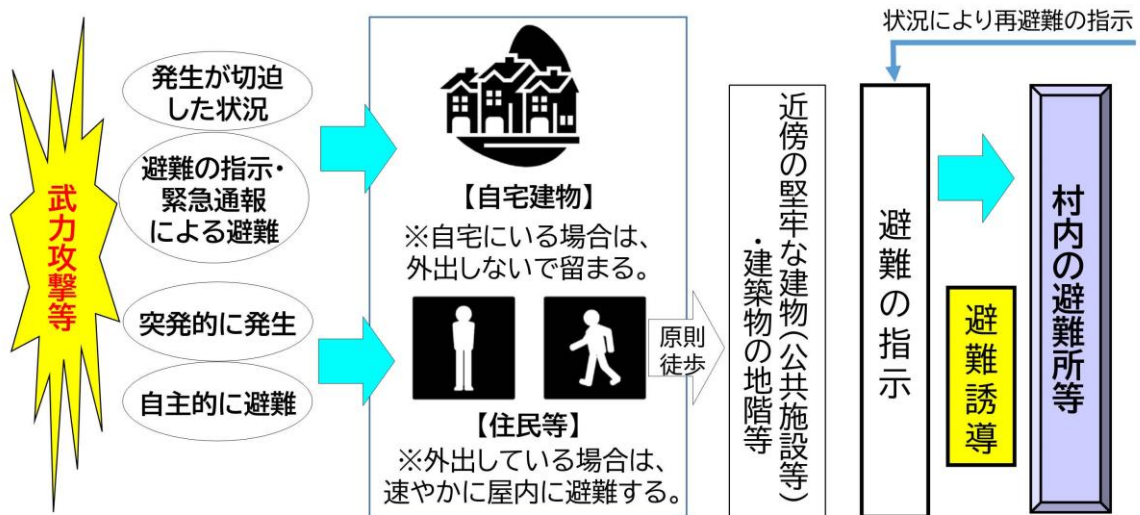 状況により再避難の指示
武力攻撃等
発生が切迫
した状況
避難の指示・
緊急通報
による避難
突発的に発生
自主的に避難
【自宅建物】
※自宅にいる場合は、
外出しないで留まる。
【住民等】
※外出している場合は、
速やかに屋内に避難する。
原則
徒歩
近傍の堅牢な建物(公共施設等)
・建築物の地階等
避難の指示
避難誘導
村内の避難所等